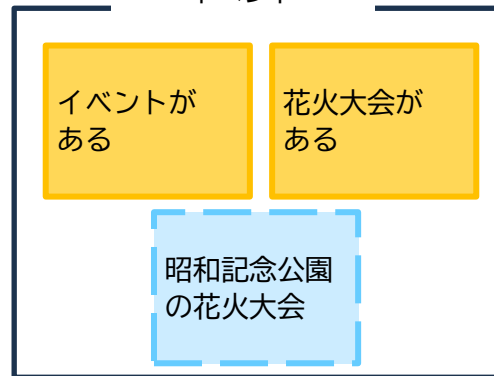 イベントが
ある
花火大会が
ある
昭和記念公園
の花火大会